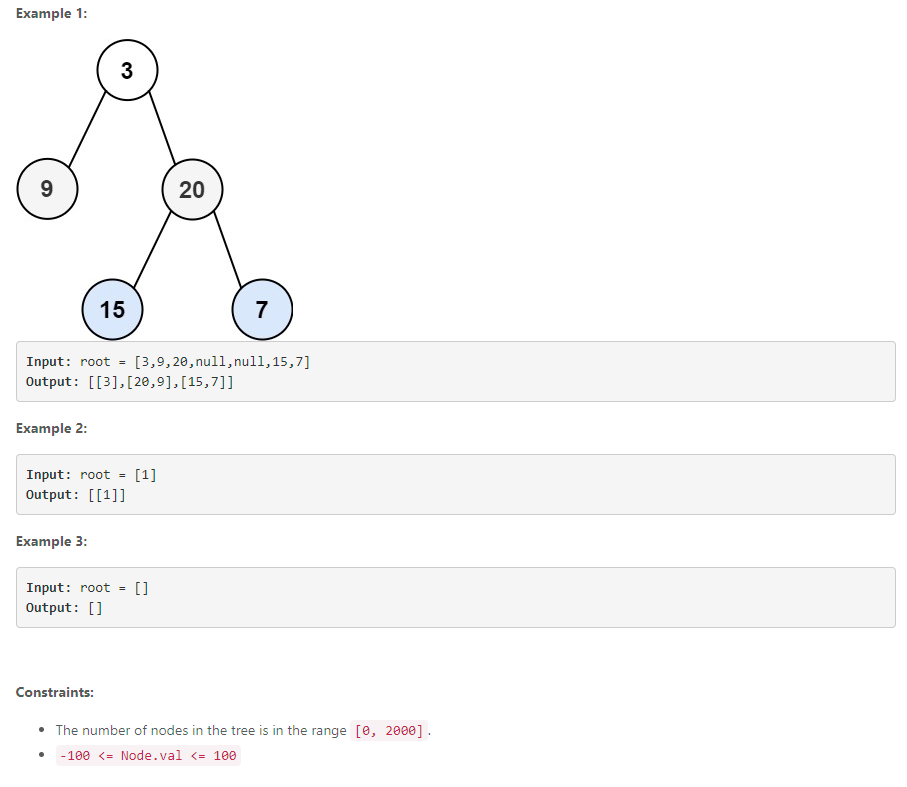 Example 1:
3
9
20
15
7
Input: root = [3,9,20,null,null,15,7]
Output: [[3],[20,9],[15,7]]
Example 2:
Input: root = [1]
Output: [[1]]
Example 3:
Input: root = []
Output: []
Constraints:
• The number of nodes in the tree is in the range [0, 2000].
• -100 <= Node.val <= 100